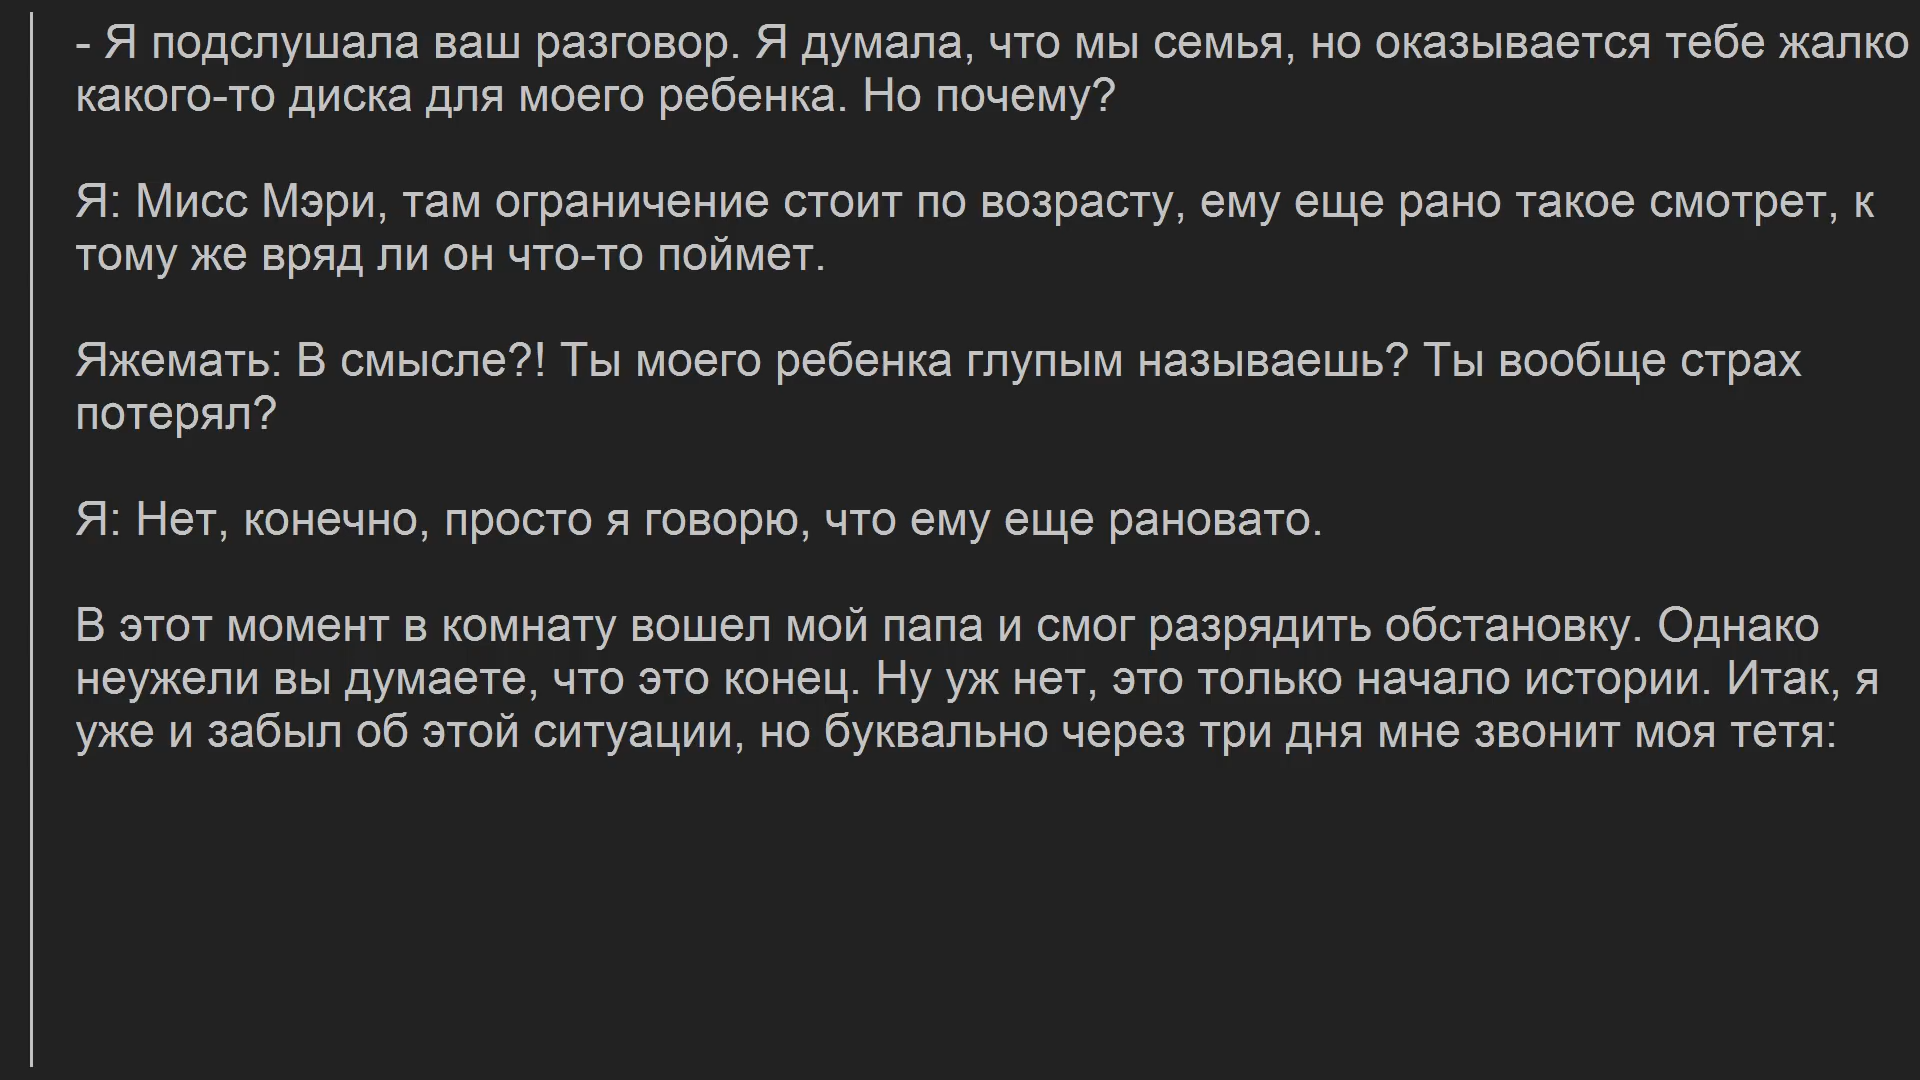 - Я подслушала ваш разговор. Я думала, что мы семья, но оказывается тебе жалко
какого-то диска для моего ребенка. Но почему?
Я: Мисс Мэри, там ограничение стоит по возрасту, ему еще рано такое смотрет, к
тому же вряд ли он что-то поймет.
Яжемать: В смысле?! Ты моего ребенка глупым называешь? Ты вообще страх
потерял?
Я: Нет, конечно, просто я говорю, что ему еще рановато.
В этот момент в комнату вошел мой папа и смог разрядить обстановку. Однако
неужели вы думаете, что это конец. Ну уж нет, это только начало истории. Итак, я
уже и забыл об этой ситуации, но буквально через три дня мне звонит моя тетя: